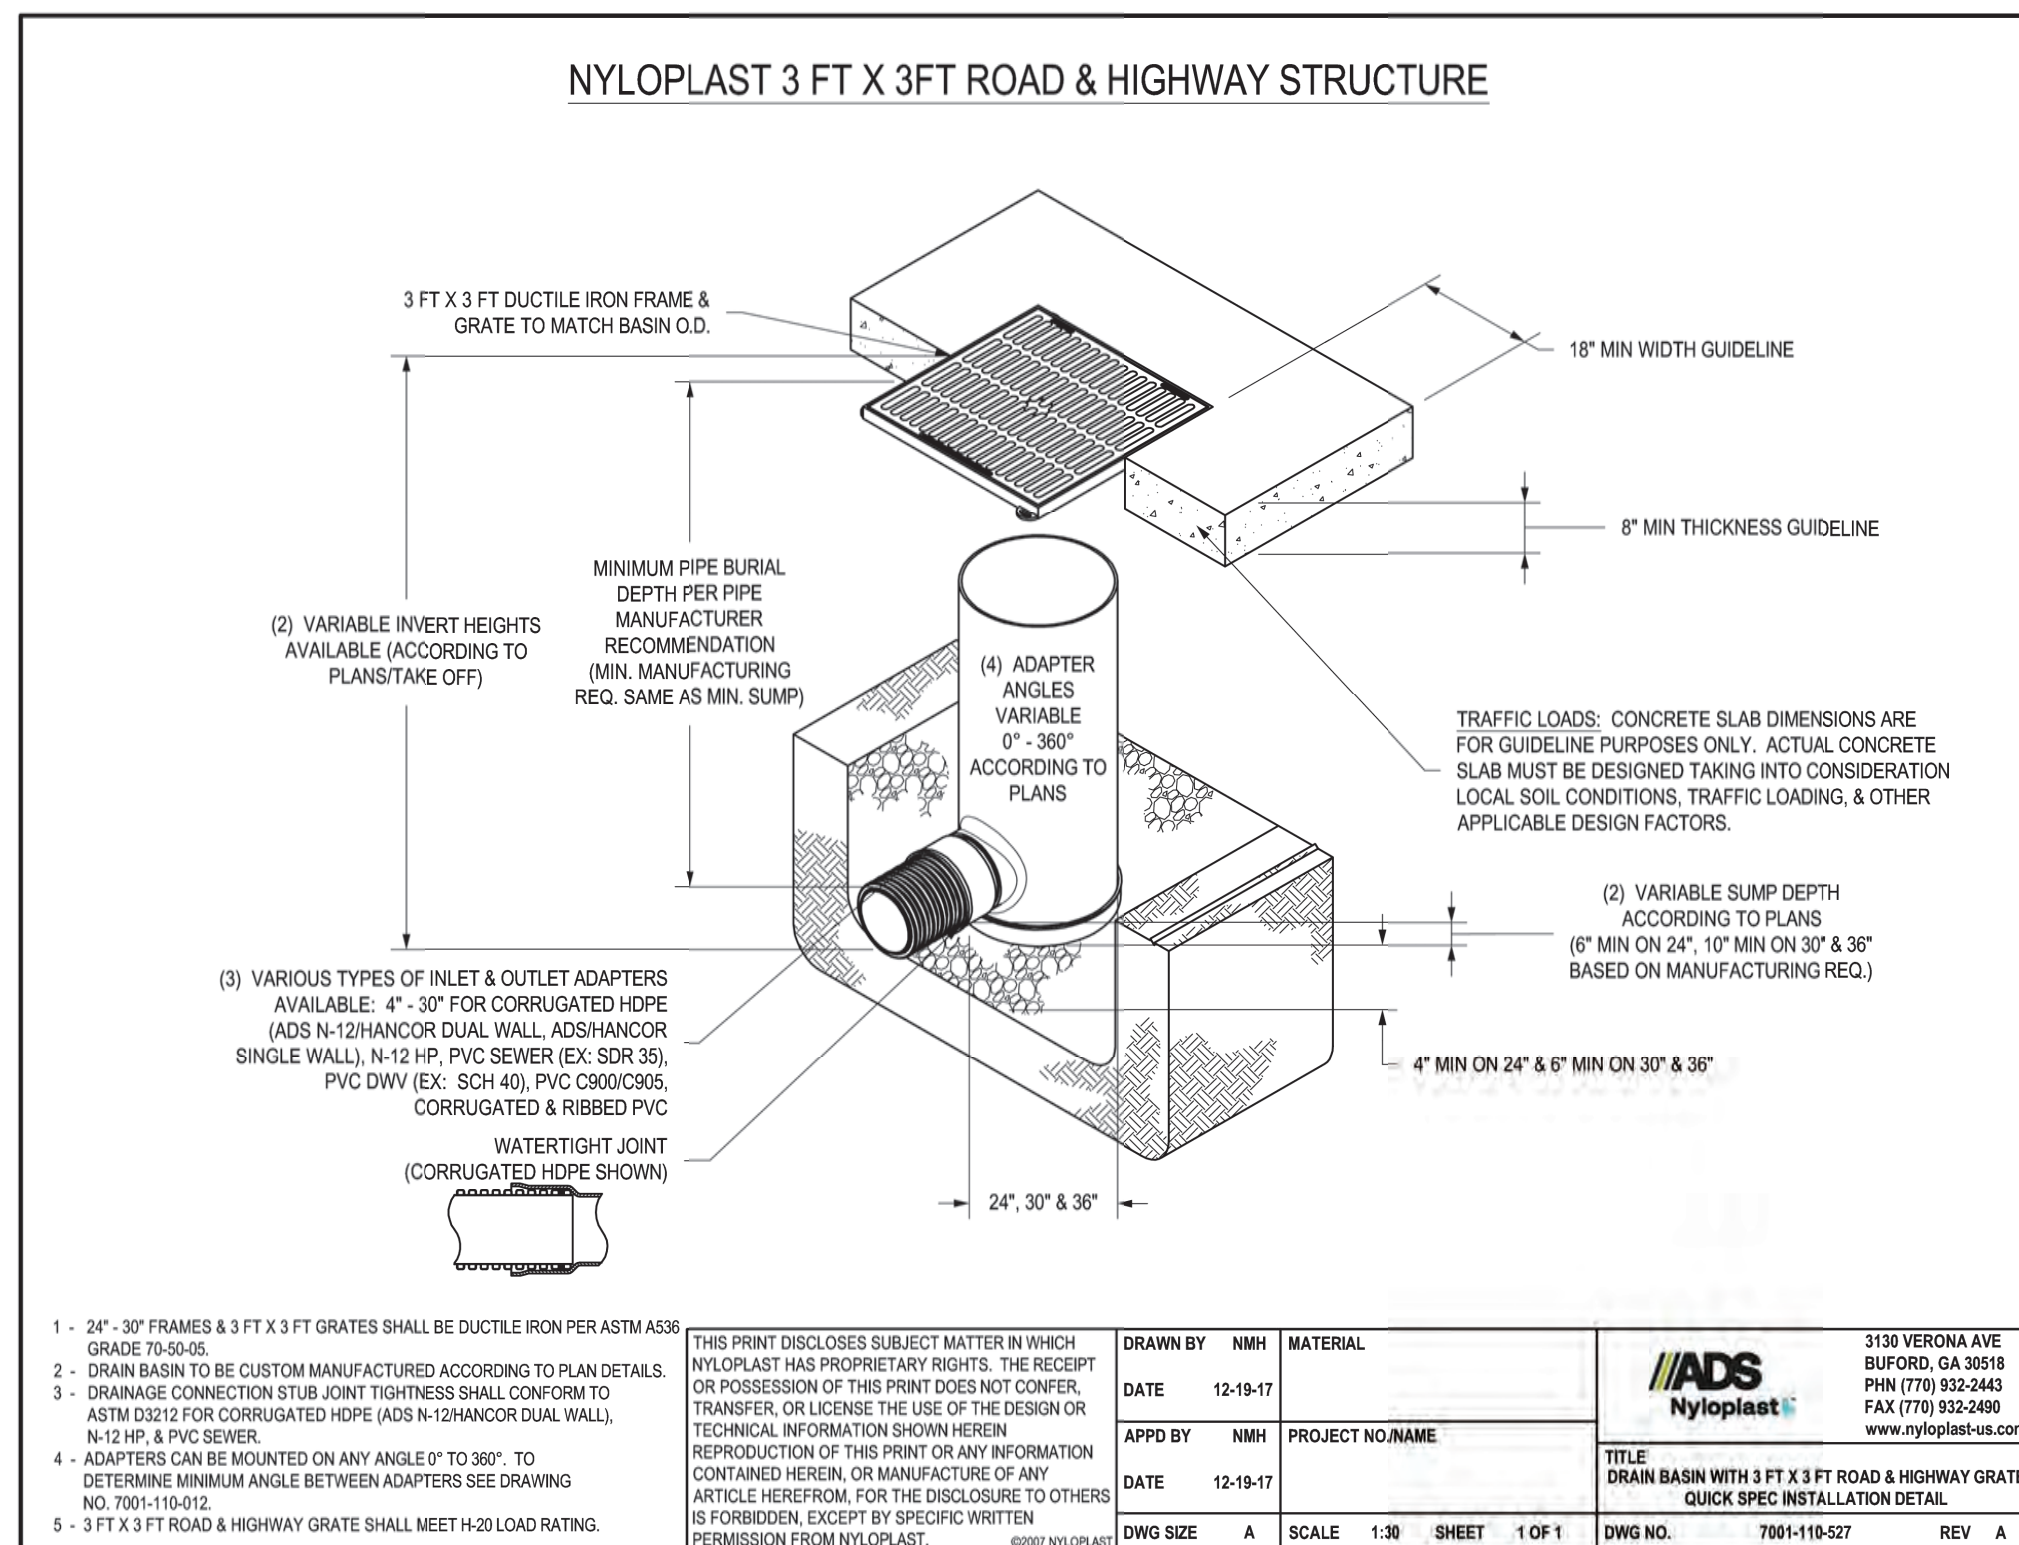 NYLOPLAST 3 FT X 3FT ROAD & HIGHWAY STRUCTURE
3 FT X 3 FT DUCTILE IRON FRAME &
GRATE TO MATCH BASIN O.D.
18" MIN WIDTH GUIDELINE
8" MIN THICKNESS GUIDELINE
MINIMUM PIPE BURIAL
DEPTH PER PIPE
MANUFACTURER
RECOMMENDATION
(MIN. MANUFACTURING
REQ. SAME AS MIN. SUMP)
(2) VARIABLE INVERT HEIGHTS
AVAILABLE (ACCORDING TO
PLANS/TAKE OFF)
(4) ADAPTER
ANGLES
VARIABLE
0° - 360°
ACCORDING TO
PLANS
TRAFFIC LOADS: CONCRETE SLAB DIMENSIONS ARE
FOR GUIDELINE PURPOSES ONLY. ACTUAL CONCRETE
SLAB MUST BE DESIGNED TAKING INTO CONSIDERATION
LOCAL SOIL CONDITIONS, TRAFFIC LOADING, & OTHER
APPLICABLE DESIGN FACTORS.
(2) VARIABLE SUMP DEPTH
ACCORDING TO PLANS
(6" MIN ON 24", 10" MIN ON 30" & 36"
BASED ON MANUFACTURING REQ.)
(3) VARIOUS TYPES OF INLET & OUTLET ADAPTERS
AVAILABLE: 4" - 30" FOR CORRUGATED HDPE
(ADS N-12/HANCOR DUAL WALL, ADS/HANCOR
SINGLE WALL), N-12 HP, PVC SEWER (EX: SDR 35),
PVC DWV (EX: SCH 40), PVC C900/C905,
CORRUGATED & RIBBED PVC
4" MIN ON 24" & 6" MIN ON 30" & 36"
WATERTIGHT JOINT
(CORRUGATED HDPE SHOWN)
24", 30" & 36"
1 - 24" - 30" FRAMES & 3 FT X 3 FT GRATES SHALL BE DUCTILE IRON PER ASTM A536
GRADE 70-50-05.
2 - DRAIN BASIN TO BE CUSTOM MANUFACTURED ACCORDING TO PLAN DETAILS.
3 - DRAINAGE CONNECTION STUB JOINT TIGHTNESS SHALL CONFORM TO
ASTM D3212 FOR CORRUGATED HDPE (ADS N-12/HANCOR DUAL WALL),
N-12 HP, & PVC SEWER.
4 - ADAPTERS CAN BE MOUNTED ON ANY ANGLE 0° TO 360°. TO
DETERMINE MINIMUM ANGLE BETWEEN ADAPTERS SEE DRAWING
NO. 7001-110-012.
5 - 3 FT X 3 FT ROAD & HIGHWAY GRATE SHALL MEET H-20 LOAD RATING.
THIS PRINT DISCLOSES SUBJECT MATTER IN WHICH
NYLOPLAST HAS PROPRIETARY RIGHTS. THE RECEIPT
OR POSSESSION OF THIS PRINT DOES NOT CONFER,
TRANSFER, OR LICENSE THE USE OF THE DESIGN OR
TECHNICAL INFORMATION SHOWN HEREIN
REPRODUCTION OF THIS PRINT OR ANY INFORMATION
CONTAINED HEREIN, OR MANUFACTURE OF ANY
ARTICLE HEREFROM, FOR THE DISCLOSURE TO OTHERS
IS FORBIDDEN, EXCEPT BY SPECIFIC WRITTEN
PERMISSION FROM NYLOPLAST. ©2007 NYLOPLAST
DRAWN BY NMH
DATE 12-19-17
APPD BY NMH
DATE 12-19-17
DWG SIZE A
MATERIAL
PROJECT NO./NAME
SCALE 1:30 SHEET 1 OF 1
ADS
Nyloplast
3130 VERONA AVE
BUFORD, GA 30518
PHN (770) 932-2443
FAX (770) 932-2490
www.nyloplast-us.com
TITLE
DRAIN BASIN WITH 3 FT X 3 FT ROAD & HIGHWAY GRATE
QUICK SPEC INSTALLATION DETAIL
DWG NO. 7001-110-527 REV A